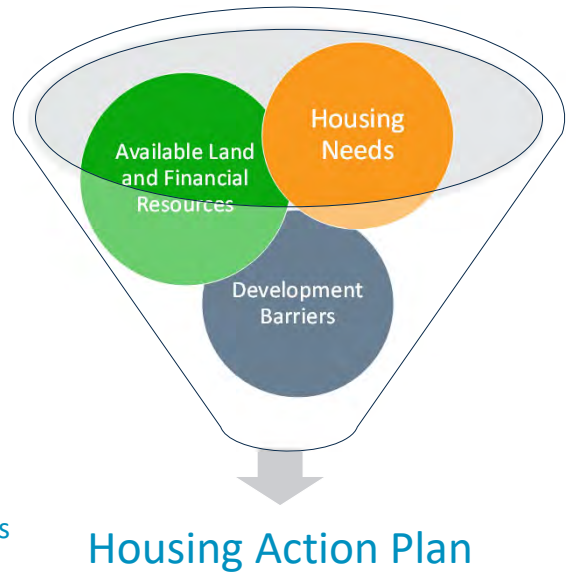 Housing
Needs
Available Land
and Financial
Resources
Development
Barriers
s
Housing Action Plan